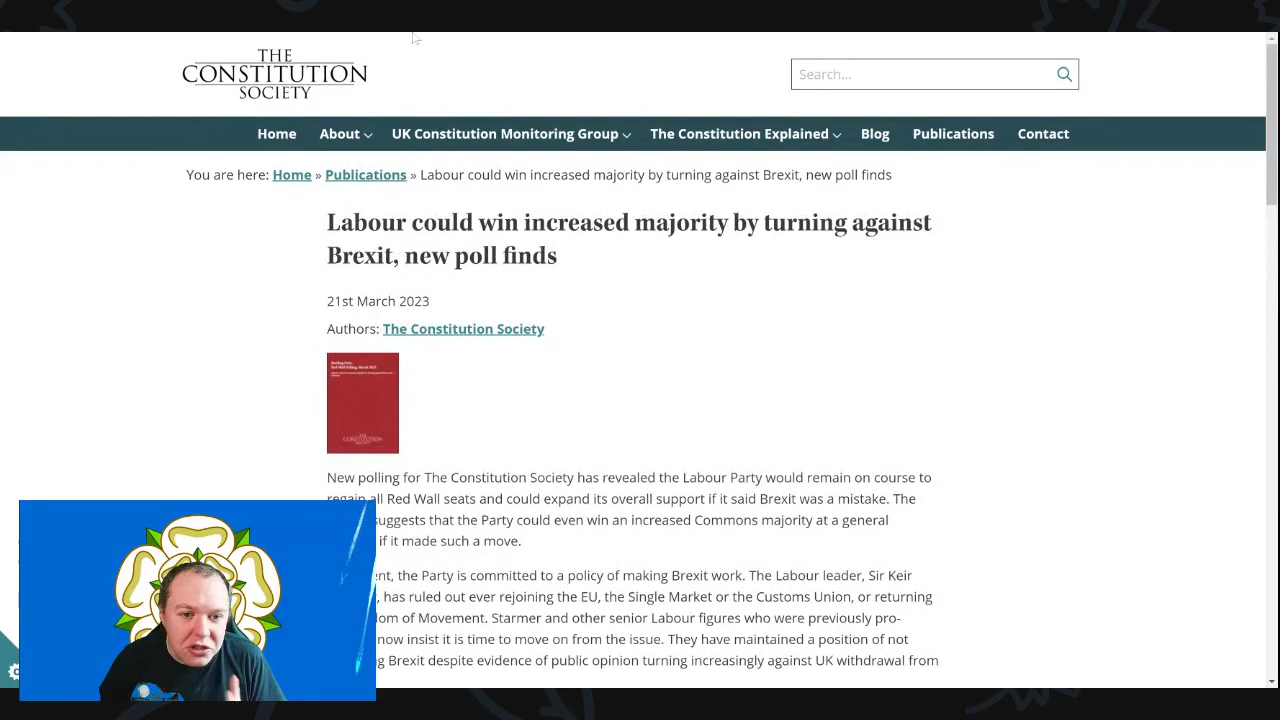 THE
CONSTITUTION
SOCIETY
Search...
Home
About
UK Constitution Monitoring Group
The Constitution Explained
Blog
Publications
Contact
You are here: Home » Publications » Labour could win increased majority by turning against Brexit, new poll finds
Labour could win increased majority by turning against
Brexit, new poll finds
21st March 2023
Authors: The Constitution Society
New polling for The Constitution Society has revealed the Labour Party would remain on course to
regain all Red Wall seats and could expand its overall support if it said Brexit was a mistake. The
suggests that the Party could even win an increased Commons majority at a general
if it made such a move.
the Party is committed to a policy of making Brexit work. The Labour leader, Sir Keir
has ruled out ever rejoining the EU, the Single Market or the Customs Union, or returning
of Movement. Starmer and other senior Labour figures who were previously pro-
now insist it is time to move on from the issue. They have maintained a position of not
Brexit despite evidence of public opinion turning increasingly against UK withdrawal from